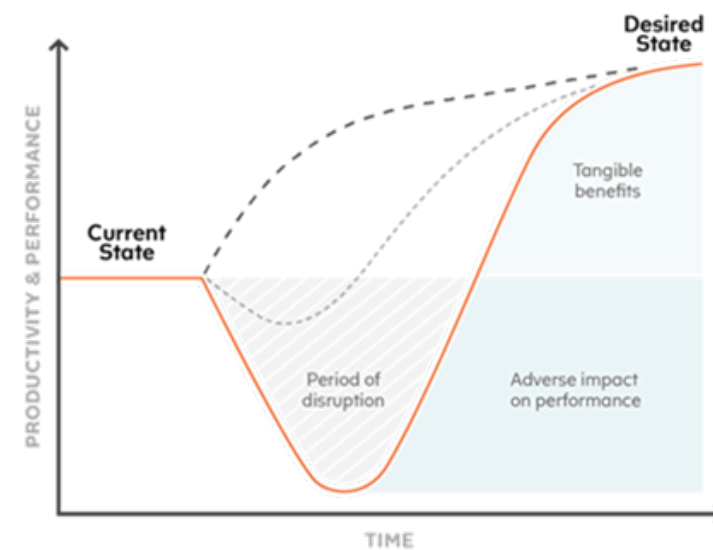 Desired
State
PRODUCTIVITY & PERFORMANCE
Current
State
Tangible
benefits
Period of
disruption
Adverse impact
on performance
TIME